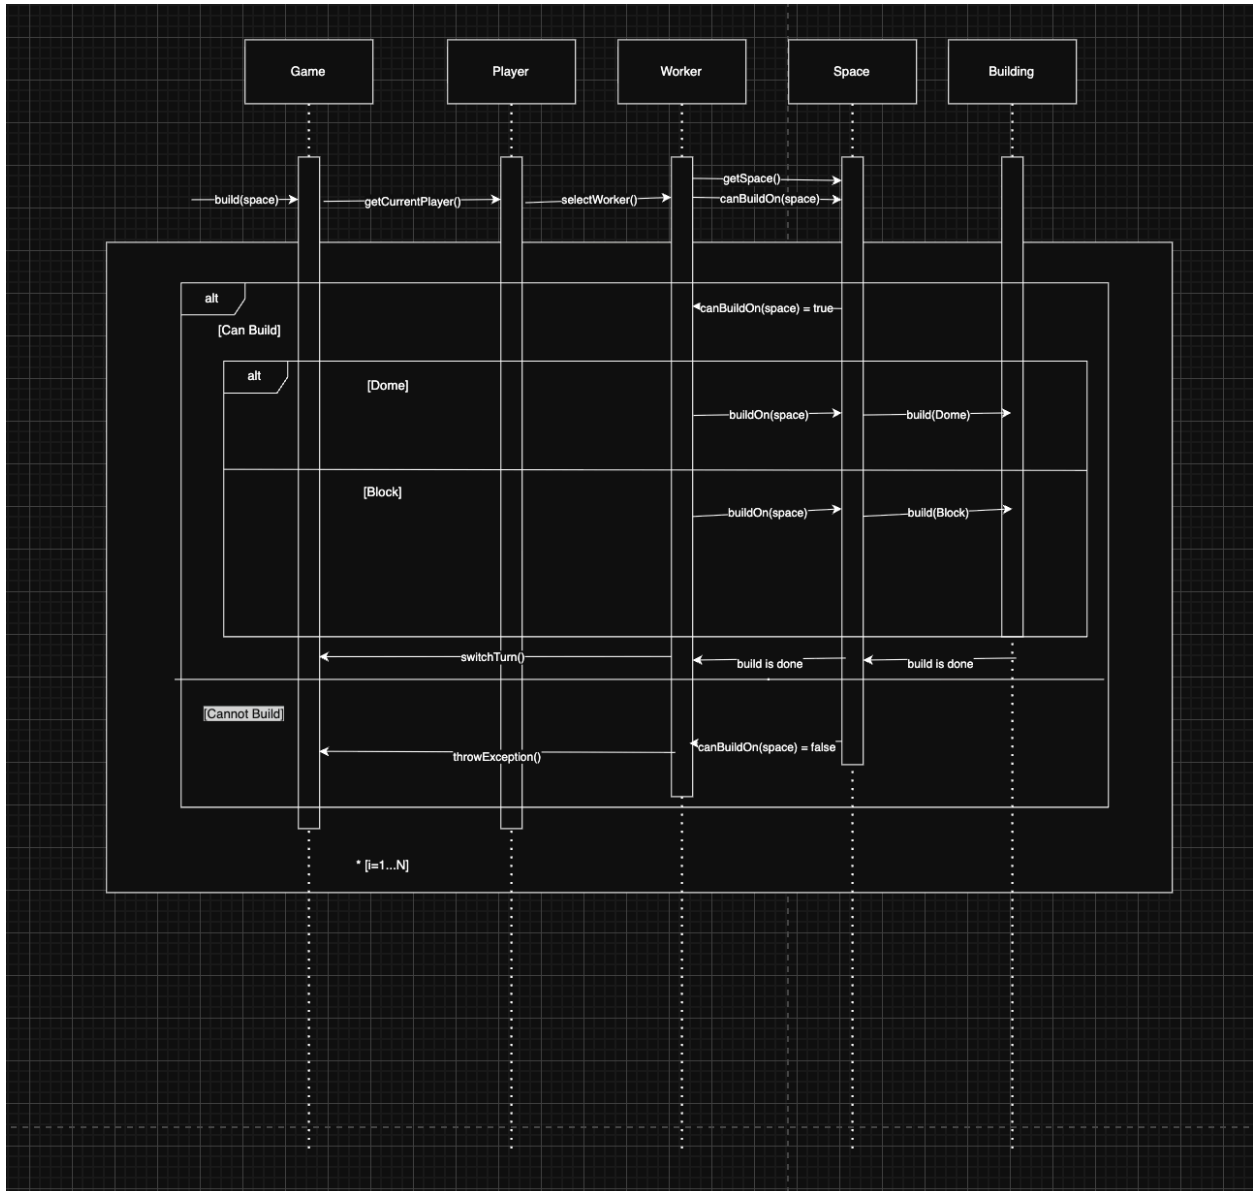 Game
Player
Worker
Space
Building
getSpace()
build(space)
getCurrentPlayer()
selectWorker()
canBuildOn(space)
alt
canBuildOn(space) = true
[Can Build]
alt
[Dome]
buildOn(space)
build(Dome)
[Block]
buildOn(space)
build(Block)
switchTurn()
build is done
build is done
[Cannot Build]
canBuildOn(space) = false
throwException()
* [i=1...N]